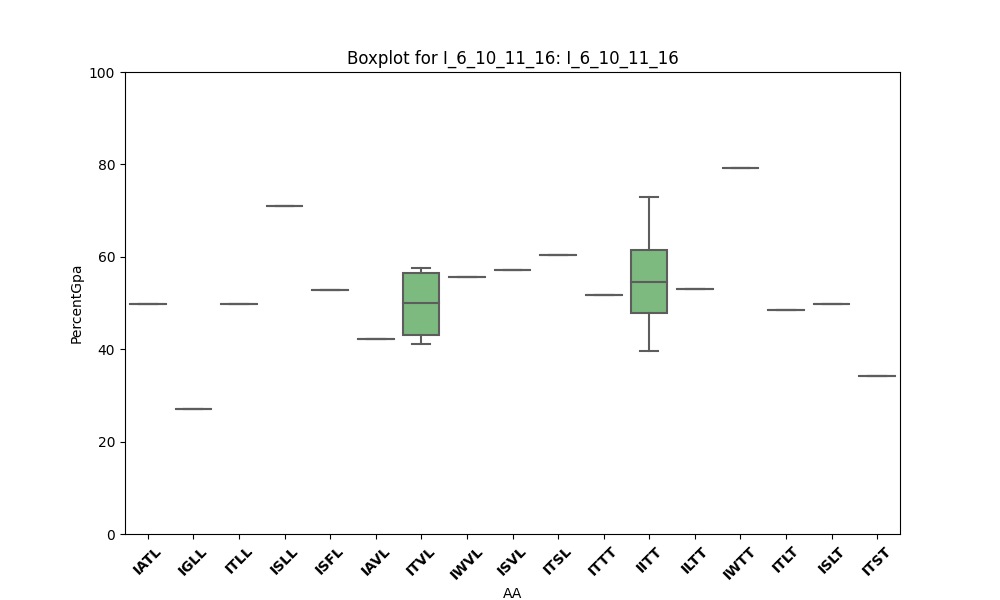 Boxplot for I_6_10_11_16: I_6_10_11_16
PercentGpa
100
80
60
40
20
0
IATL IGLL ITLL ISLL ISFL IAVL ITVL IWVL ISVL ITSL ITTT IITT ILTT IWTT ITLT ISLT ITST
AA